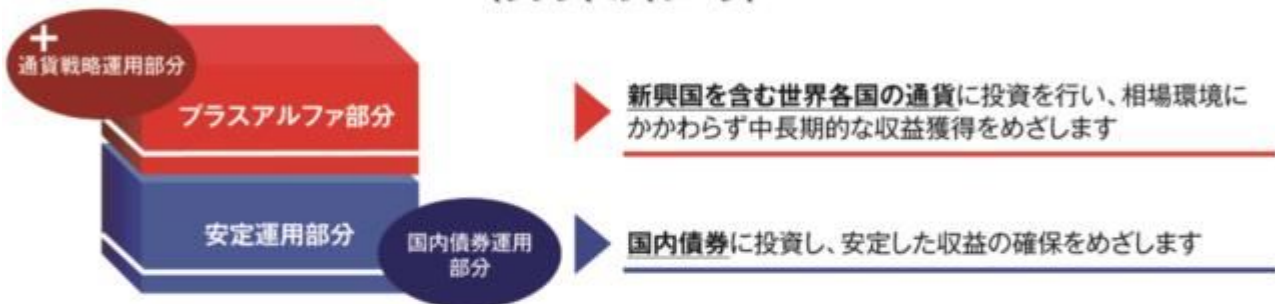 +
通貨戦略運用部分
プラスアルファ部分
新興国を含む世界各国の通貨に投資を行い、相場環境に
かかわらず中長期的な収益獲得をめざします
安定運用部分
国内債券運用
部分
国内債券に投資し、安定した収益の確保をめざします